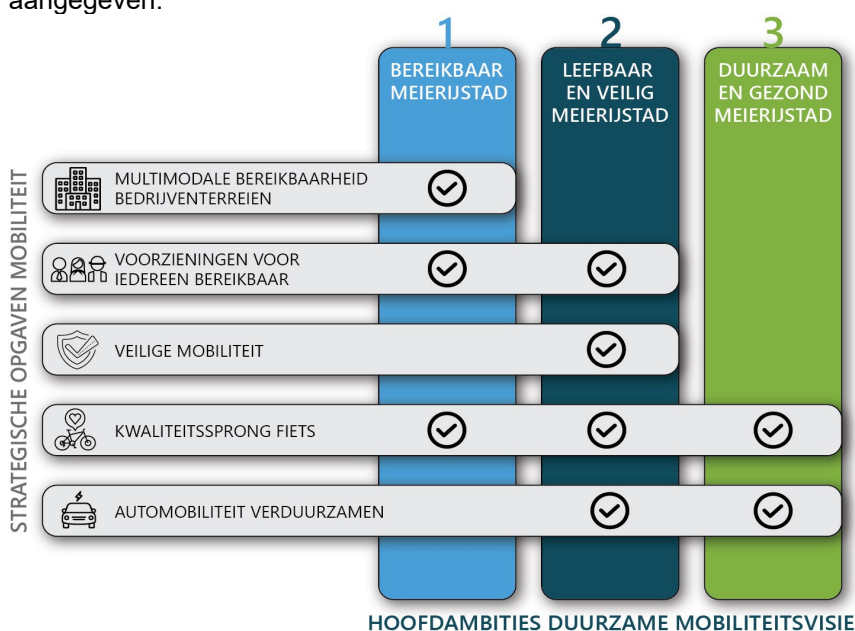 aangegeven.
1
2
3
BEREIKBAAR
MEIERIJSTAD
LEEFBAAR
EN VEILIG
MEIERIJSTAD
DUURZAAM
EN GEZOND
MEIERIJSTAD
STRATEGISCHE OPGAVEN MOBILITEIT
MULTIMODALE BEREIKBAARHEID
BEDRIJVENTERREIEN
VOORZIENINGEN VOOR
IEDEREEN BEREIKBAAR
VEILIGE MOBILITEIT
KWALITEITSSPRONG FIETS
AUTOMOBILITEIT VERDUURZAMEN
HOOFDAMBITIES DUURZAME MOBILITEITSVISIE